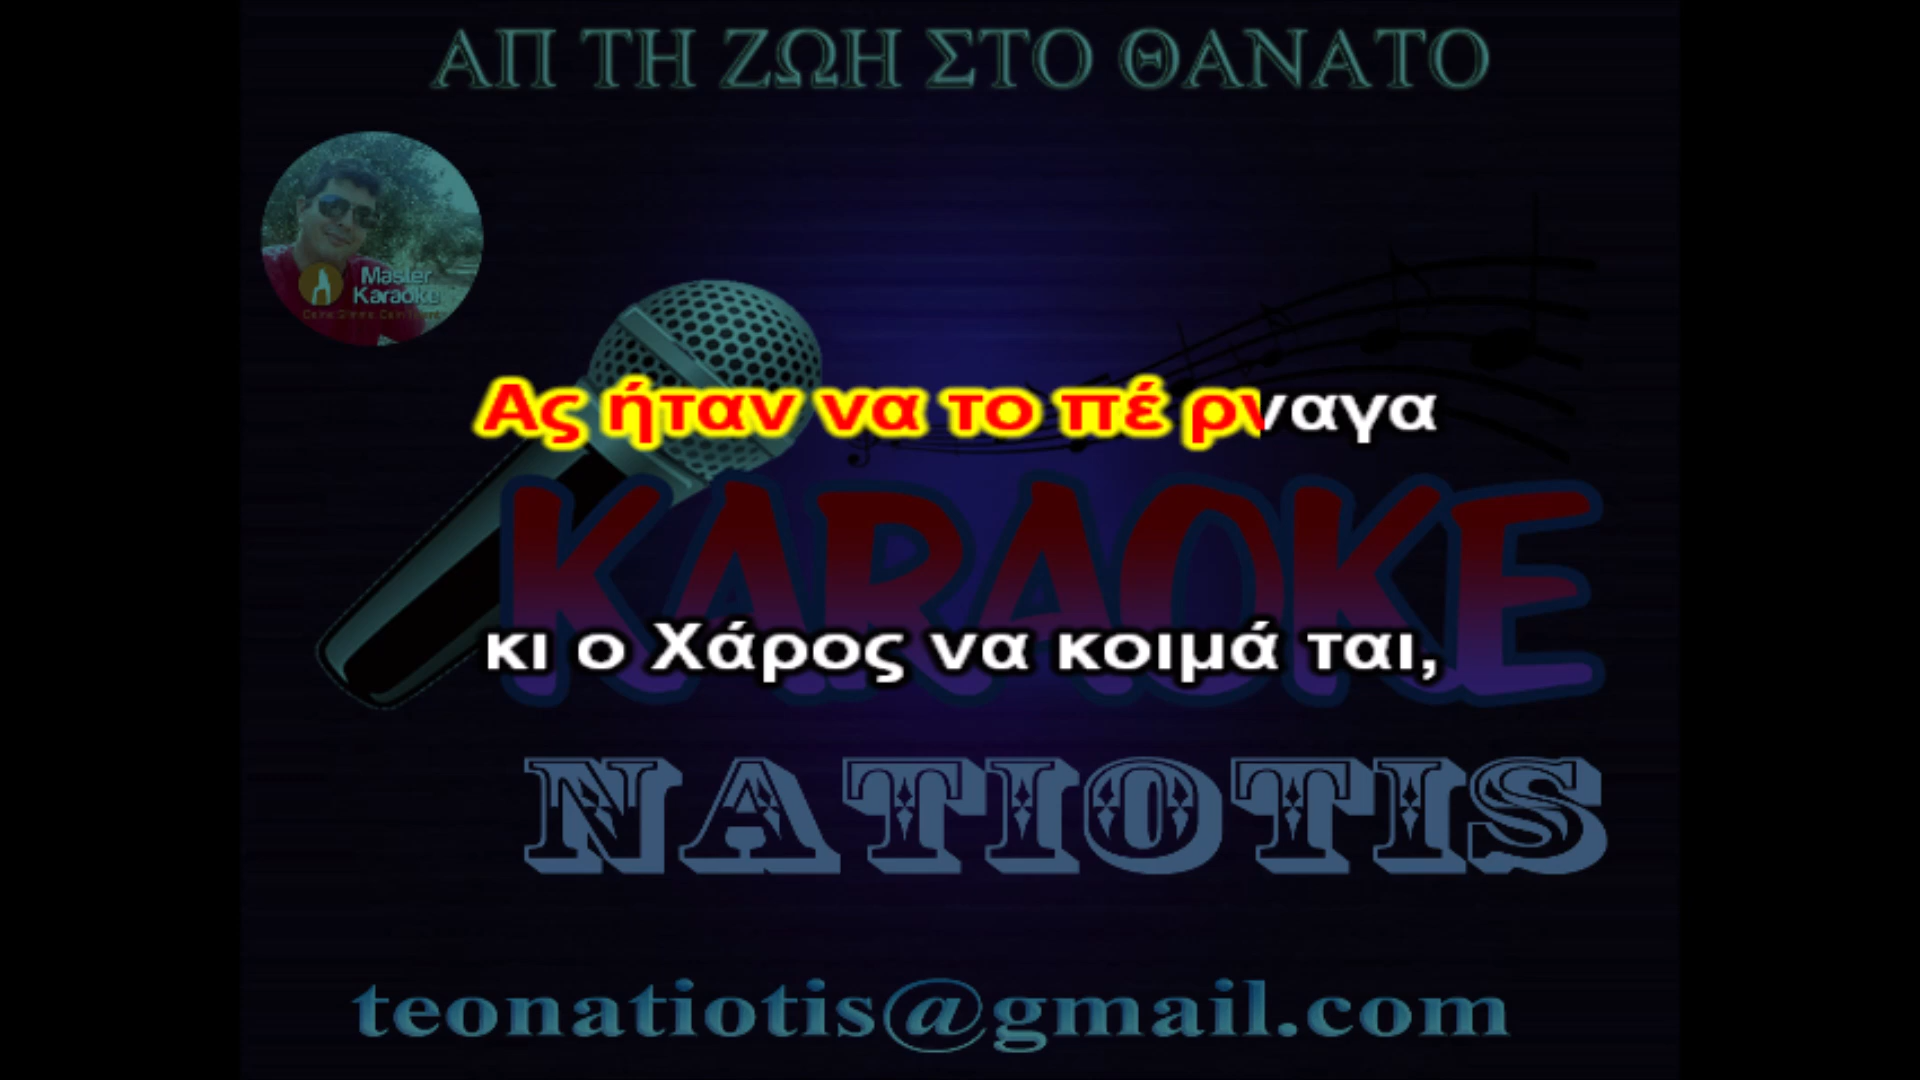 ΑΠ ΤΗ ΖΩΗ ΣΤΟ ΘΑΝΑΤΟ
Master
Karaoke
Ας ήταν να το πέ ρναγα
KARAOKE
κι ο Χάρος να κοιμά ται,
NATIOTIS
teonatiotis@gmail.com